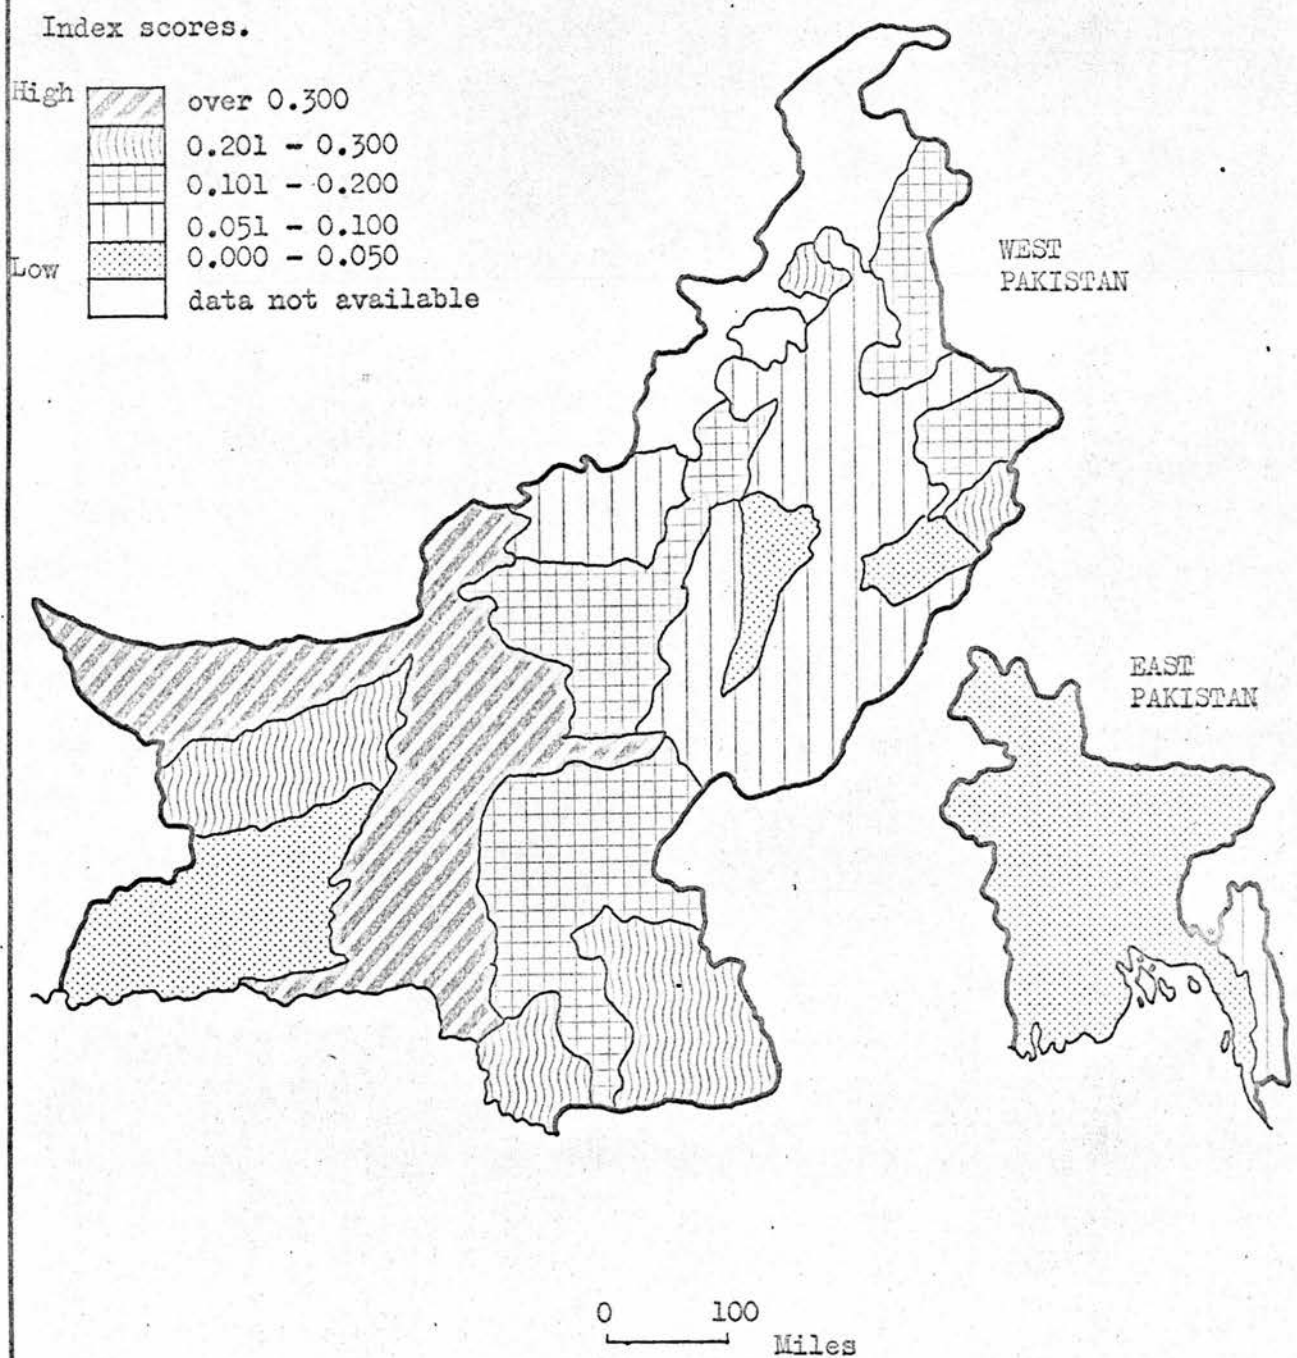 Index scores.
High over 0.300
0.201 - 0.300
0.101 - 0.200
0.051 - 0.100
Low 0.000 - 0.050
data not available
WEST
PAKISTAN
EAST
PAKISTAN
0 100
Miles